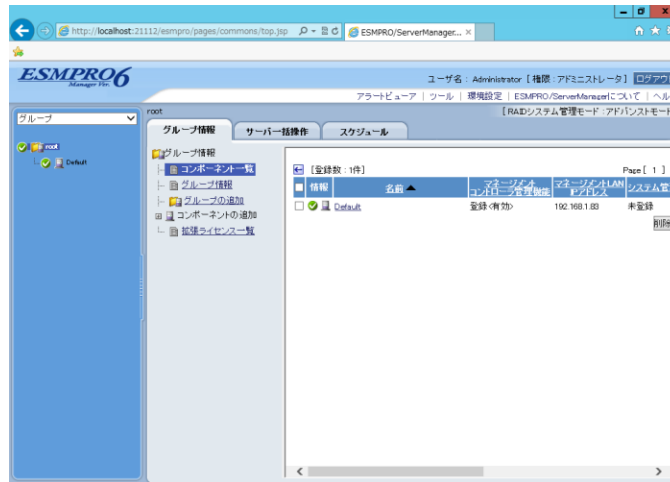 http://localhost:21112/esmpro/pages/commons/top.jsp
ESMPRO/ServerManager...
ESMPRO6
Manager Ver.
ユーザ名 : Administrator [ 権限 : アドミニストレータ ] ログアウ
アラートビューア | ツール | 環境設定 | ESMPRO/ServerManagerについて | ヘル
グループ
root
Default
root
[ RAIDシステム管理モード : アドバンストモード
グループ情報 サーバー括操作 スケジュール
グループ情報
コンポーネント一覧
グループ情報
グループの追加
コンポーネントの追加
拡張ライセンス一覧
[登録数 : 1件]
Page [ 1 ]
情報 名前▲ マネージメントコントローラ管理機能 マネージメントLAN IPアドレス システム管
Default 登録<有効> 192.168.1.83 未登録
削除